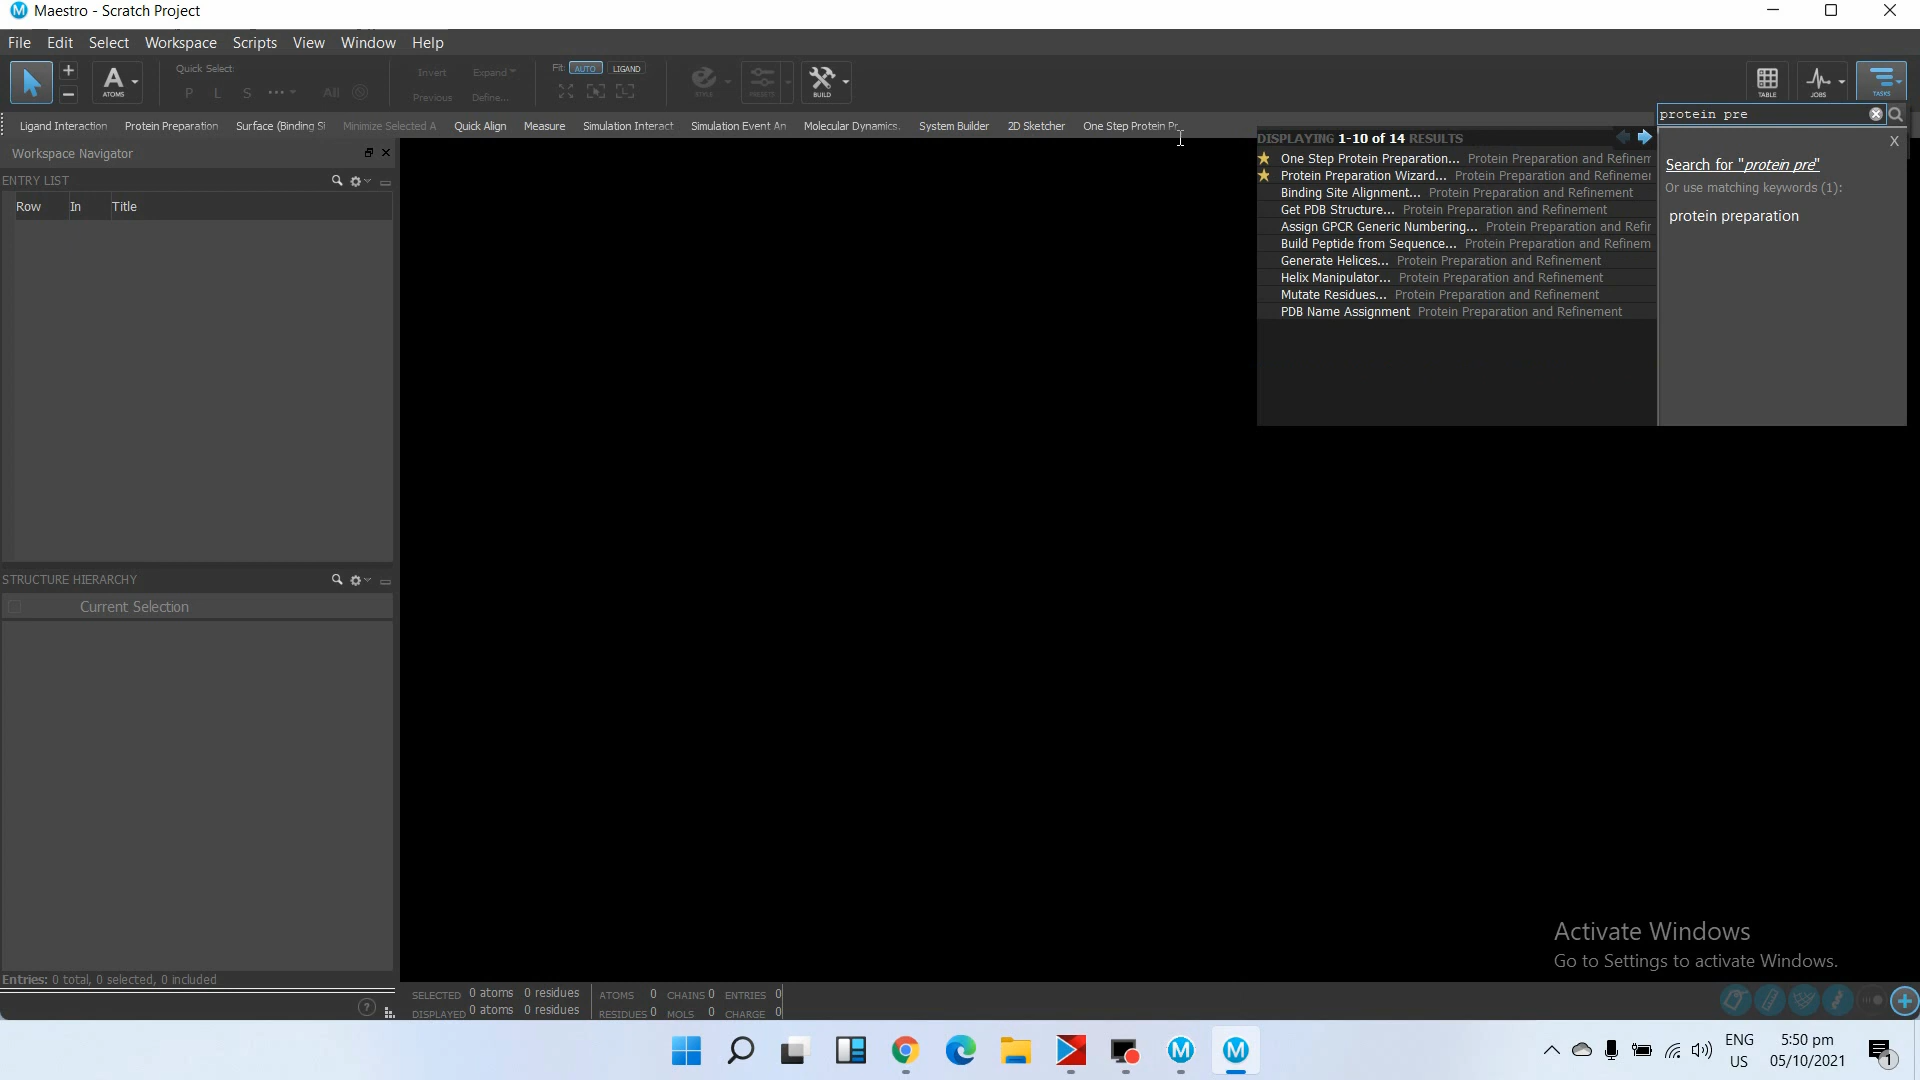 Maestro - Scratch Project
File Edit Select Workspace Scripts View Window Help
Quick Select:
Invert Expand
Fit: AUTO LIGAND
A
ATOMS
P L S ... All
Previous Define...
STYLE
PRESETS
BUILD
TABLE
JOBS
TASKS
protein pre
Ligand Interaction Protein Preparation Surface (Binding Si Minimize Selected A Quick Align Measure Simulation Interact Simulation Event An Molecular Dynamics. System Builder 2D Sketcher One Step Protein Pr
Workspace Navigator
ENTRY LIST
Row In Title
DISPLAYING 1-10 of 14 RESULTS
One Step Protein Preparation... Protein Preparation and Refinem
Protein Preparation Wizard... Protein Preparation and Refinemer
Binding Site Alignment... Protein Preparation and Refinement
Get PDB Structure... Protein Preparation and Refinement
Assign GPCR Generic Numbering... Protein Preparation and Refir
Build Peptide from Sequence... Protein Preparation and Refinem
Generate Helices... Protein Preparation and Refinement
Helix Manipulator... Protein Preparation and Refinement
Mutate Residues... Protein Preparation and Refinement
PDB Name Assignment Protein Preparation and Refinement
X
Search for "protein pre"
Or use matching keywords (1):
protein preparation
STRUCTURE HIERARCHY
Current Selection
Entries: 0 total, 0 selected, 0 included
SELECTED 0 atoms 0 residues ATOMS 0 CHAINS 0 ENTRIES 0
DISPLAYED 0 atoms 0 residues RESIDUES 0 MOLS 0 CHARGE 0
Activate Windows
Go to Settings to activate Windows.
ENG
US
5:50 pm
05/10/2021
1